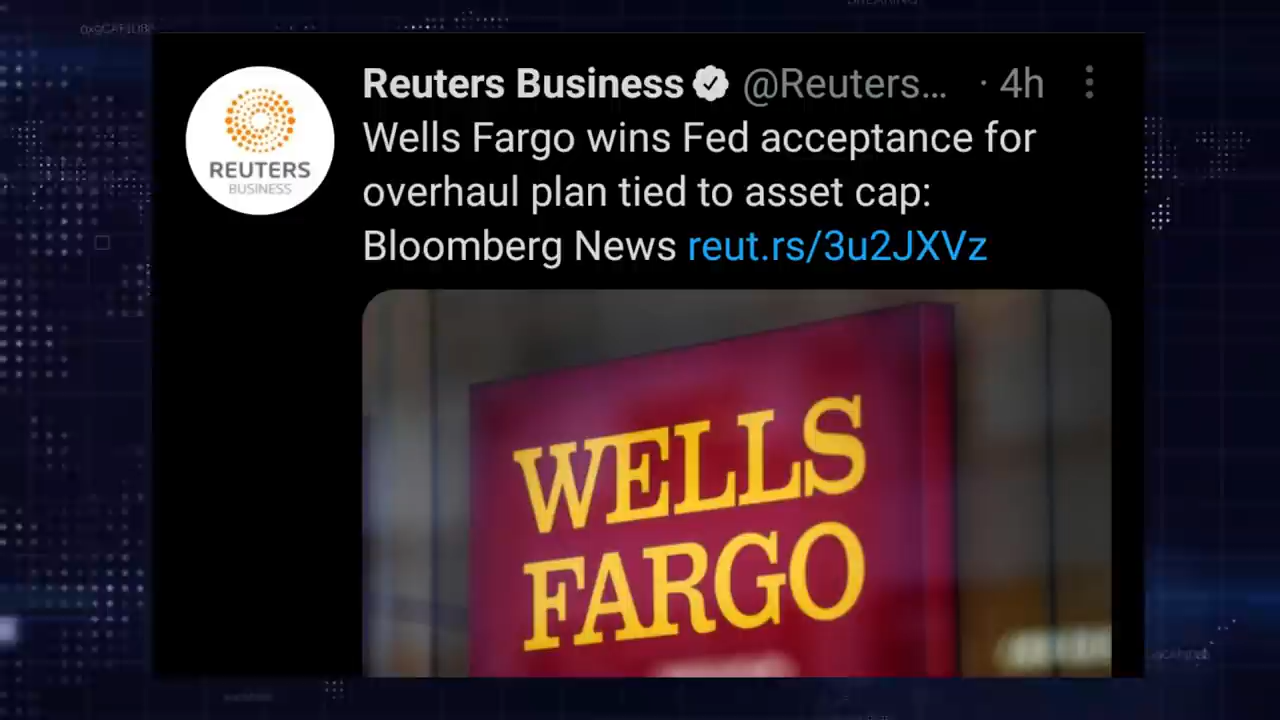 Reuters Business @Reuters... · 4h
Wells Fargo wins Fed acceptance for
overhaul plan tied to asset cap:
Bloomberg News reut.rs/3u2JXVz
REUTERS
BUSINESS
WELLS
FARGO